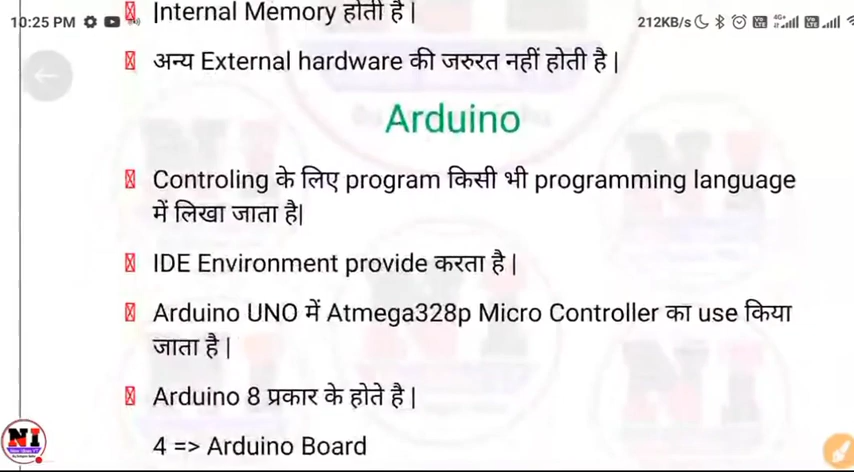 Internal Memory होती है |
10:25 PM 212KB/s 4G+
अन्य External hardware की जरुरत नहीं होती है |
Arduino
Controling के लिए program किसी भी programming language
में लिखा जाता है|
IDE Environment provide करता है |
Arduino UNO में Atmega328p Micro Controller का use किया
जाता है |
Arduino 8 प्रकार के होते है |
NI
4 => Arduino Board